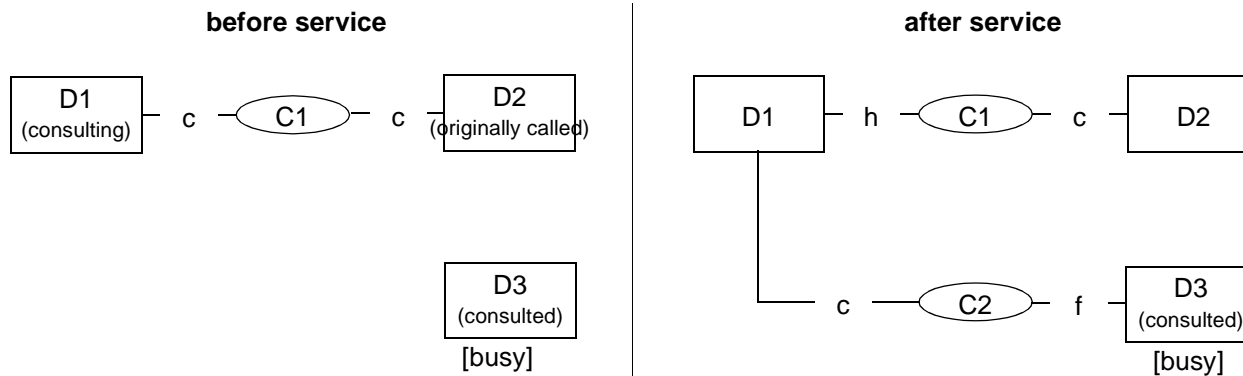 before service
D1
(consulting)
c
C1
c
D2
(originally called)
D3
(consulted)
[busy]
after service
D1
h
C1
c
D2
c
C2
f
D3
(consulted)
[busy]